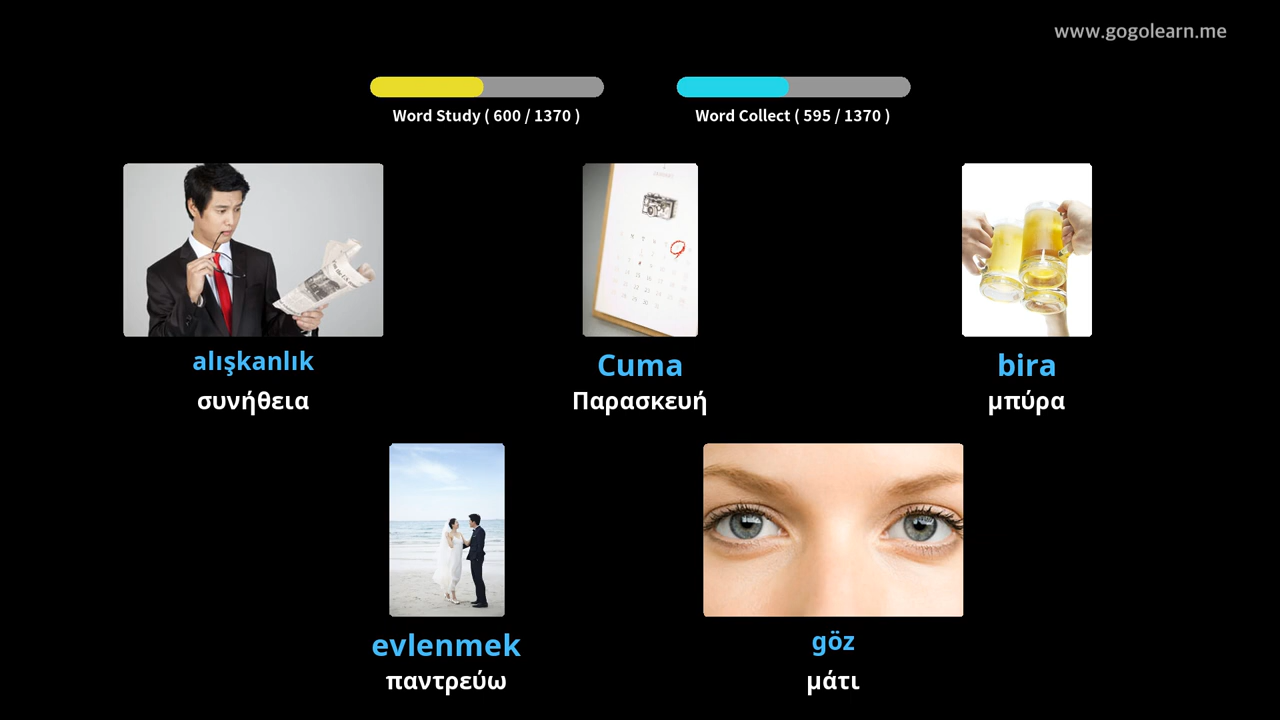 www.gogolearn.me
Word Study ( 600 / 1370 )
Word Collect ( 595 / 1370 )
alışkanlık
συνήθεια
Cuma
Παρασκευή
bira
μπύρα
evlenmek
παντρεύω
göz
μάτι